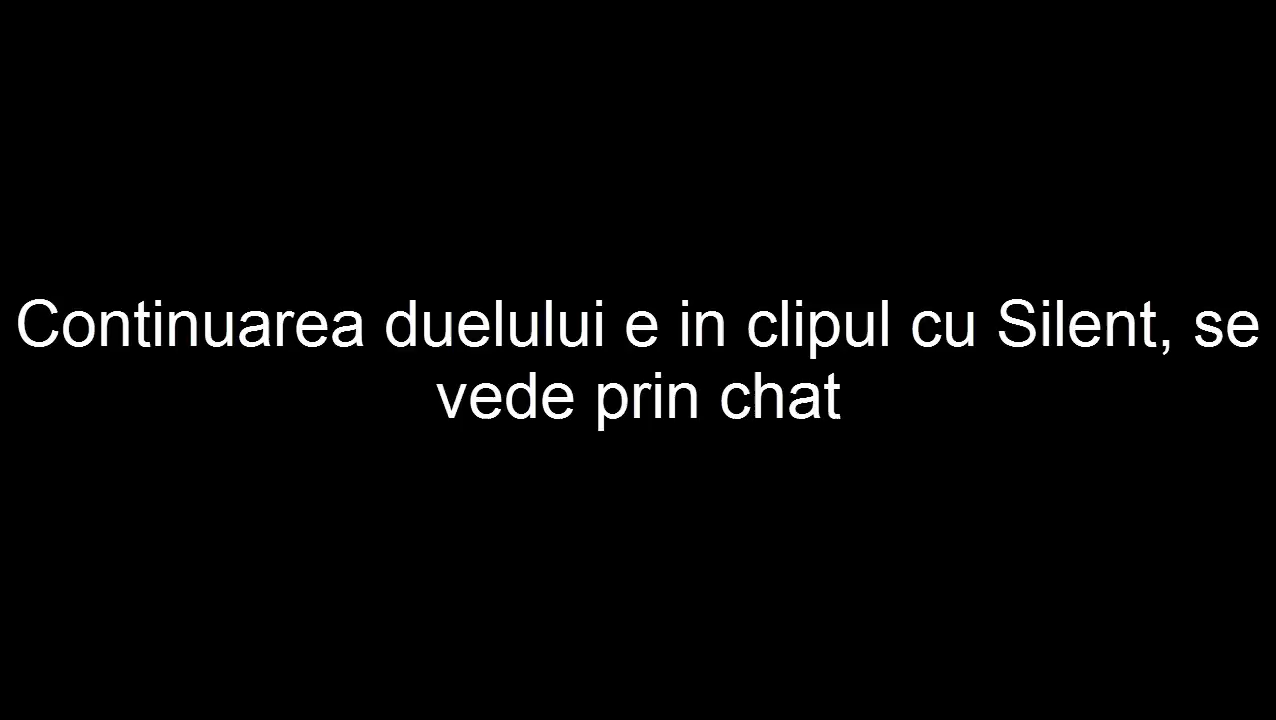 Continuarea duelului e in clipul cu Silent, se
vede prin chat